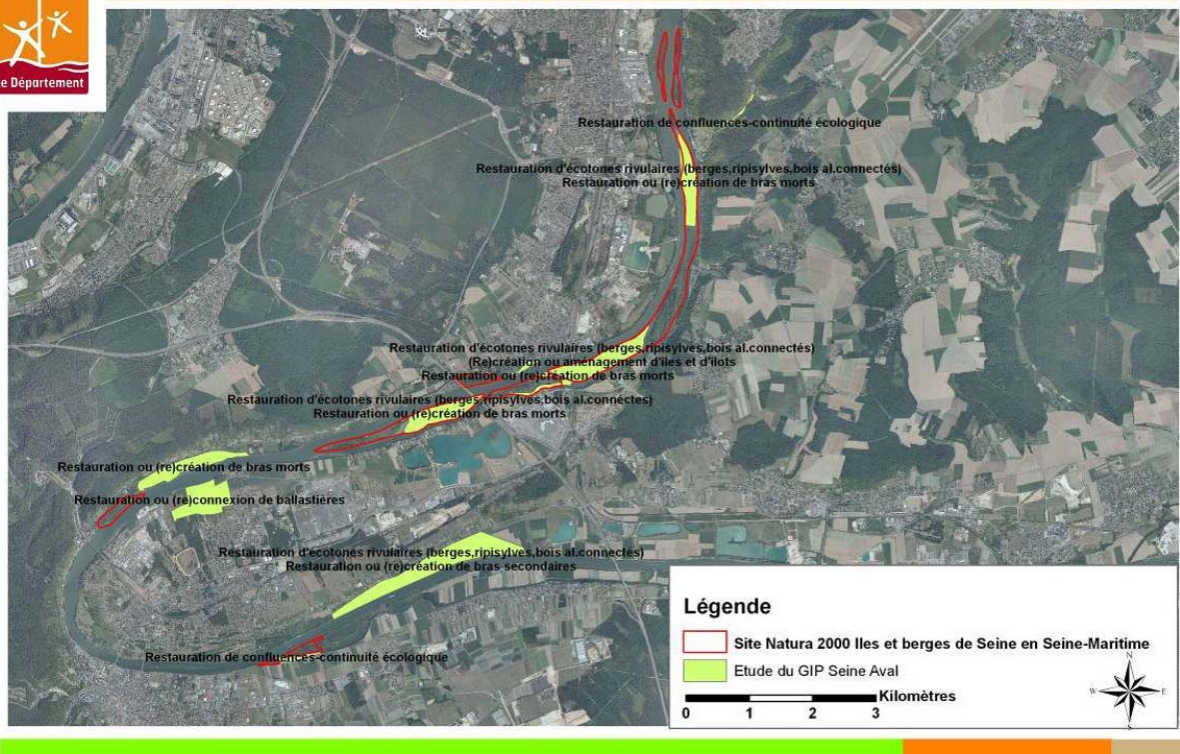 e Département
Restauration de confluences-continuité écologique
Restauration d'écotones rivulaires (berges,ripisylves,bois al.connectés)
Restauration ou (re)création de bras morts
Restauration d'écotones rivulaires (berges,ripisylves,bois al.connectés)
(Re)création ou aménagement d'iles et d'ilots
Restauration ou (re)création de bras morts
Restauration d'écotones rivulaires (berges,ripisylves,bois al.connectés)
Restauration ou (re)création de bras morts
Restauration ou (re)création de bras morts
Restauration ou (re)connexion de ballastières
Restauration d'écotones rivulaires (berges,ripisylves,bois al.connectés)
Restauration ou (re)création de bras secondaires
Restauration de confluences-continuité écologique
Légende
Site Natura 2000 Iles et berges de Seine en Seine-Maritime
Etude du GIP Seine Aval
Kilomètres
0 1 2 3
N
W E
S